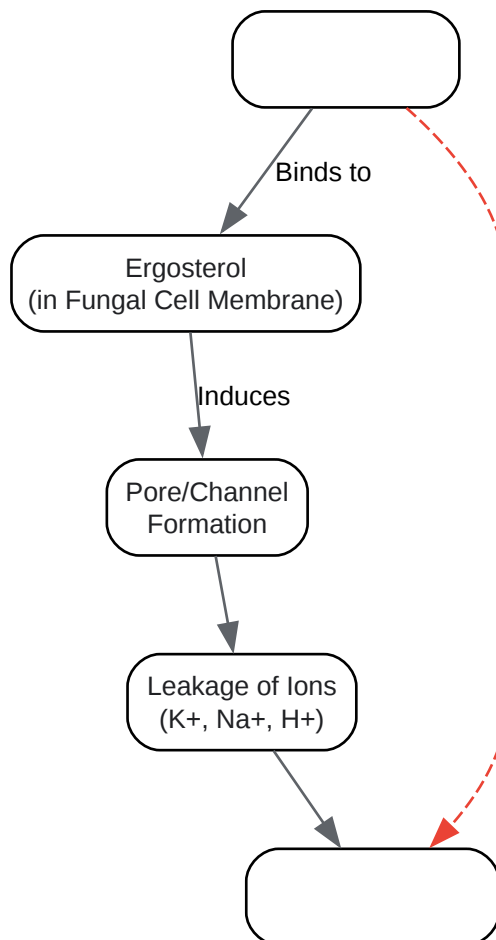 Binds to
Ergosterol
(in Fungal Cell Membrane)
Induces
Pore/Channel
Formation
Leakage of Ions
(K+, Na+, H+)